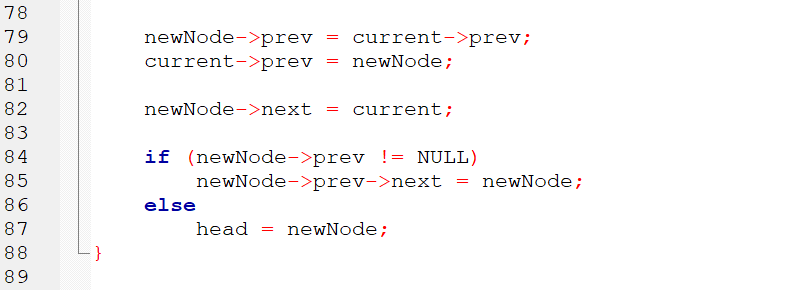 78
79 newNode->prev = current->prev;
80 current->prev = newNode;
81
82 newNode->next = current;
83
84 if (newNode->prev != NULL)
85 newNode->prev->next = newNode;
86 else
87 head = newNode;
88 }
89